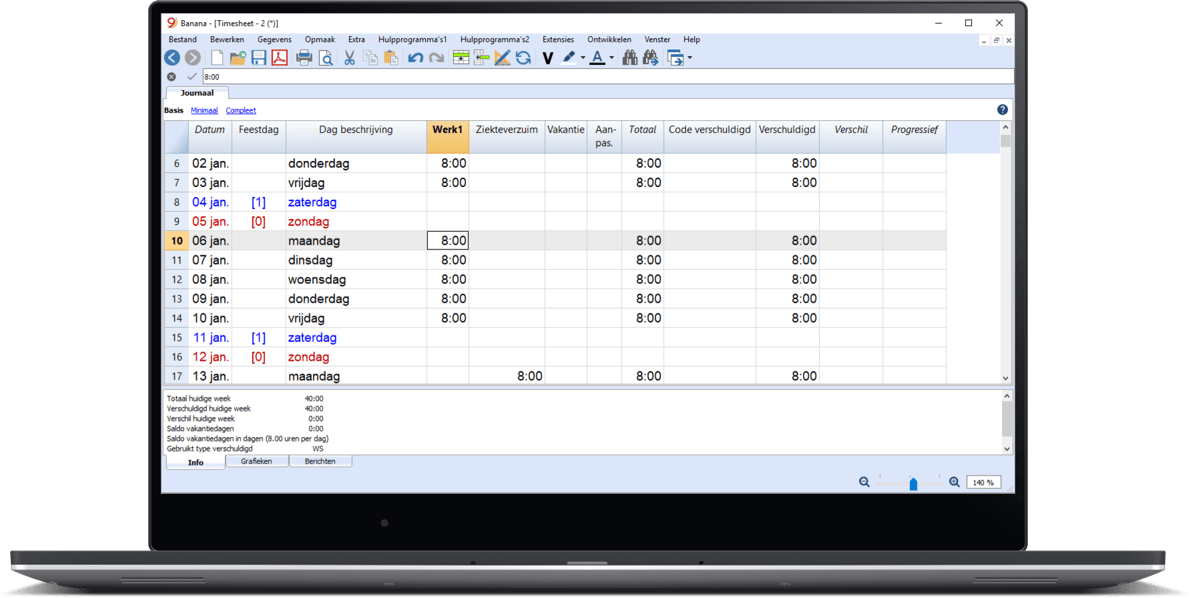 Banana - [Timesheet - 2 (*)]
Bestand Bewerken Gegevens Opmaak Extra Hulpprogramma's1 Hulpprogramma's2 Extensies Ontwikkelen Venster Help
8:00
Journaal
Basis Minimaal Compleet
Datum Feestdag Dag beschrijving Werk1 Ziekteverzuim Vakantie Aan- Totaal Code verschuldigd Verschuldigd Verschil Progressief
pas.
6 02 jan. donderdag 8:00 8:00 8:00
7 03 jan. vrijdag 8:00 8:00 8:00
8 04 jan. [1] zaterdag
9 05 jan. [0] zondag
10 06 jan. maandag 8:00 8:00 8:00
11 07 jan. dinsdag 8:00 8:00 8:00
12 08 jan. woensdag 8:00 8:00 8:00
13 09 jan. donderdag 8:00 8:00 8:00
14 10 jan. vrijdag 8:00 8:00 8:00
15 11 jan. [1] zaterdag
16 12 jan. [0] zondag
17 13 jan. maandag 8:00 8:00 8:00
Totaal huidige week 40:00
Verschuldigd huidige week 40:00
Verschil huidige week 0:00
Saldo vakantiedagen 0:00
Saldo vakantiedagen in dagen (8.00 uren per dag)
Gebruikt type verschuldigd WS
Info Grafieken Berichten
140 %